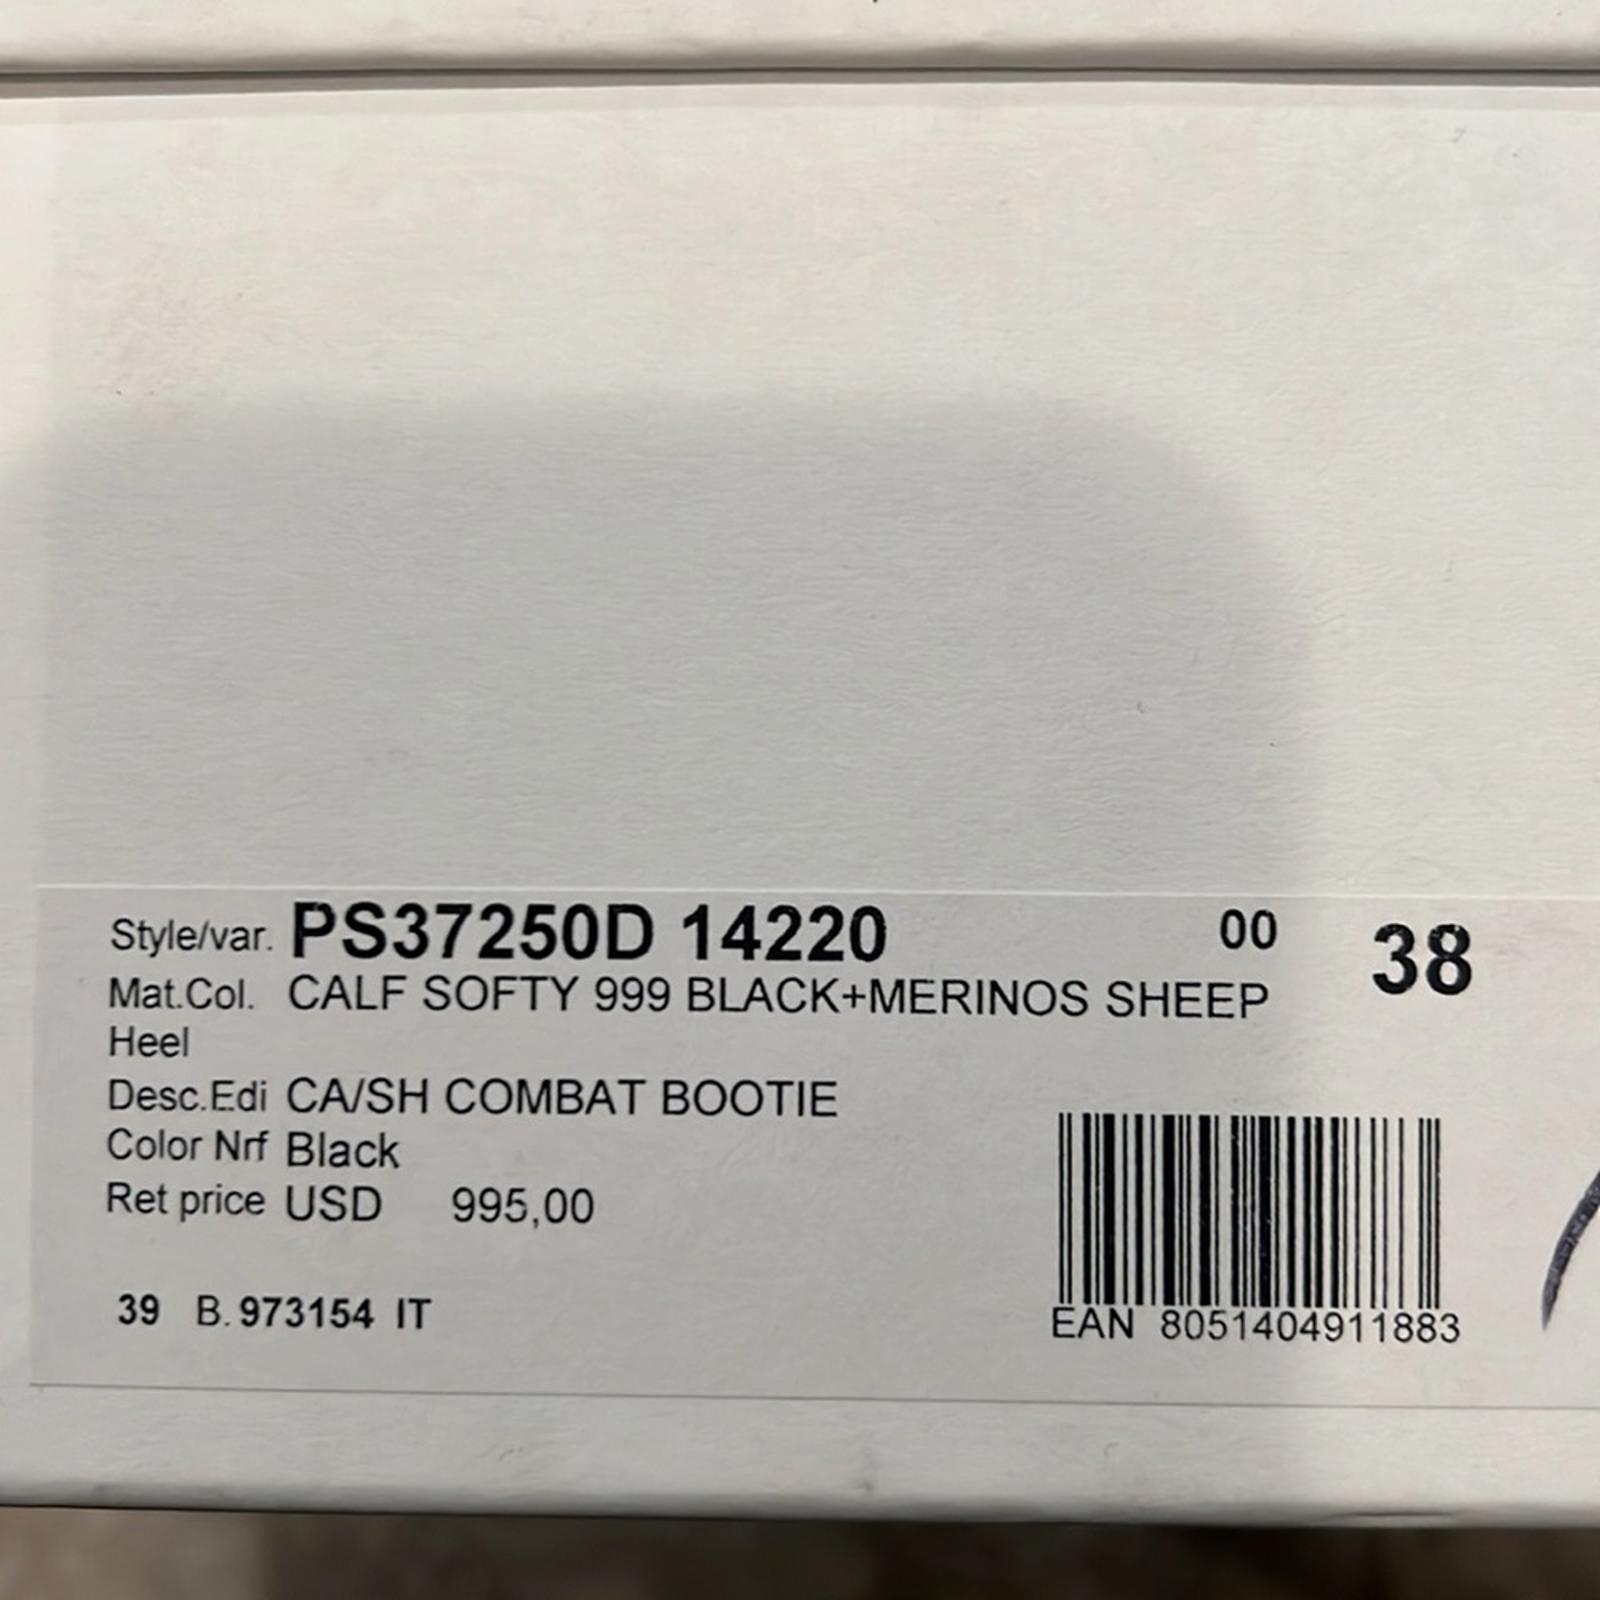 Style/var. PS37250D 14220 00 38
Mat.Col. CALF SOFTY 999 BLACK+MERINOS SHEEP
Heel
Desc.Edi CA/SH COMBAT BOOTIE
Color Nrf Black
Ret price USD 995,00
39 B. 973154 IT
EAN 8051404911883